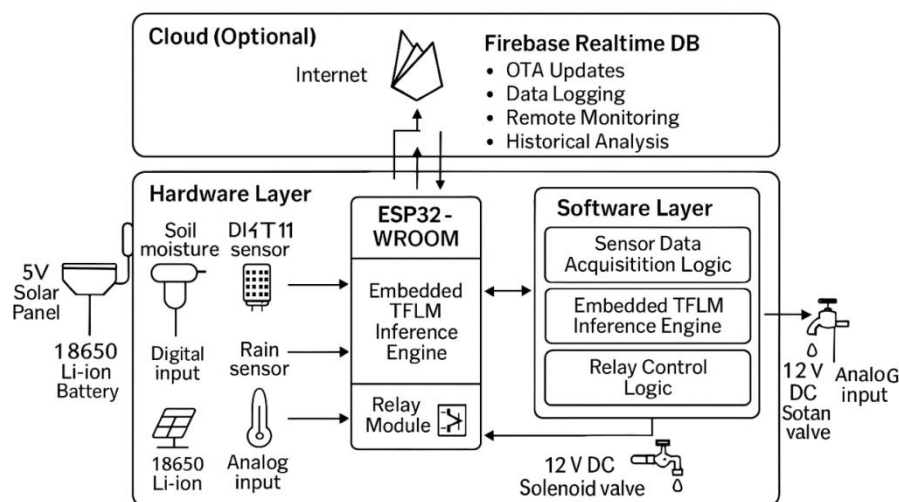 Cloud (Optional)
Internet
Firebase Realtime DB
• OTA Updates
• Data Logging
• Remote Monitoring
• Historical Analysis
Hardware Layer
5V
Solar
Panel
18650
Li-ion
Battery
Soil
moisture
DI4T11
sensor
Digital
input
Rain
sensor
18650
Li-ion
Analog
input
ESP32-
WROOM
Embedded
TFLM
Inference
Engine
Relay
Module
Software Layer
Sensor Data
Acquisitition Logic
Embedded TFLM
Inference Engine
Relay Control
Logic
12 V DC
Solenoid valve
12 V
DC
Sotan
valve
AnaloG
input